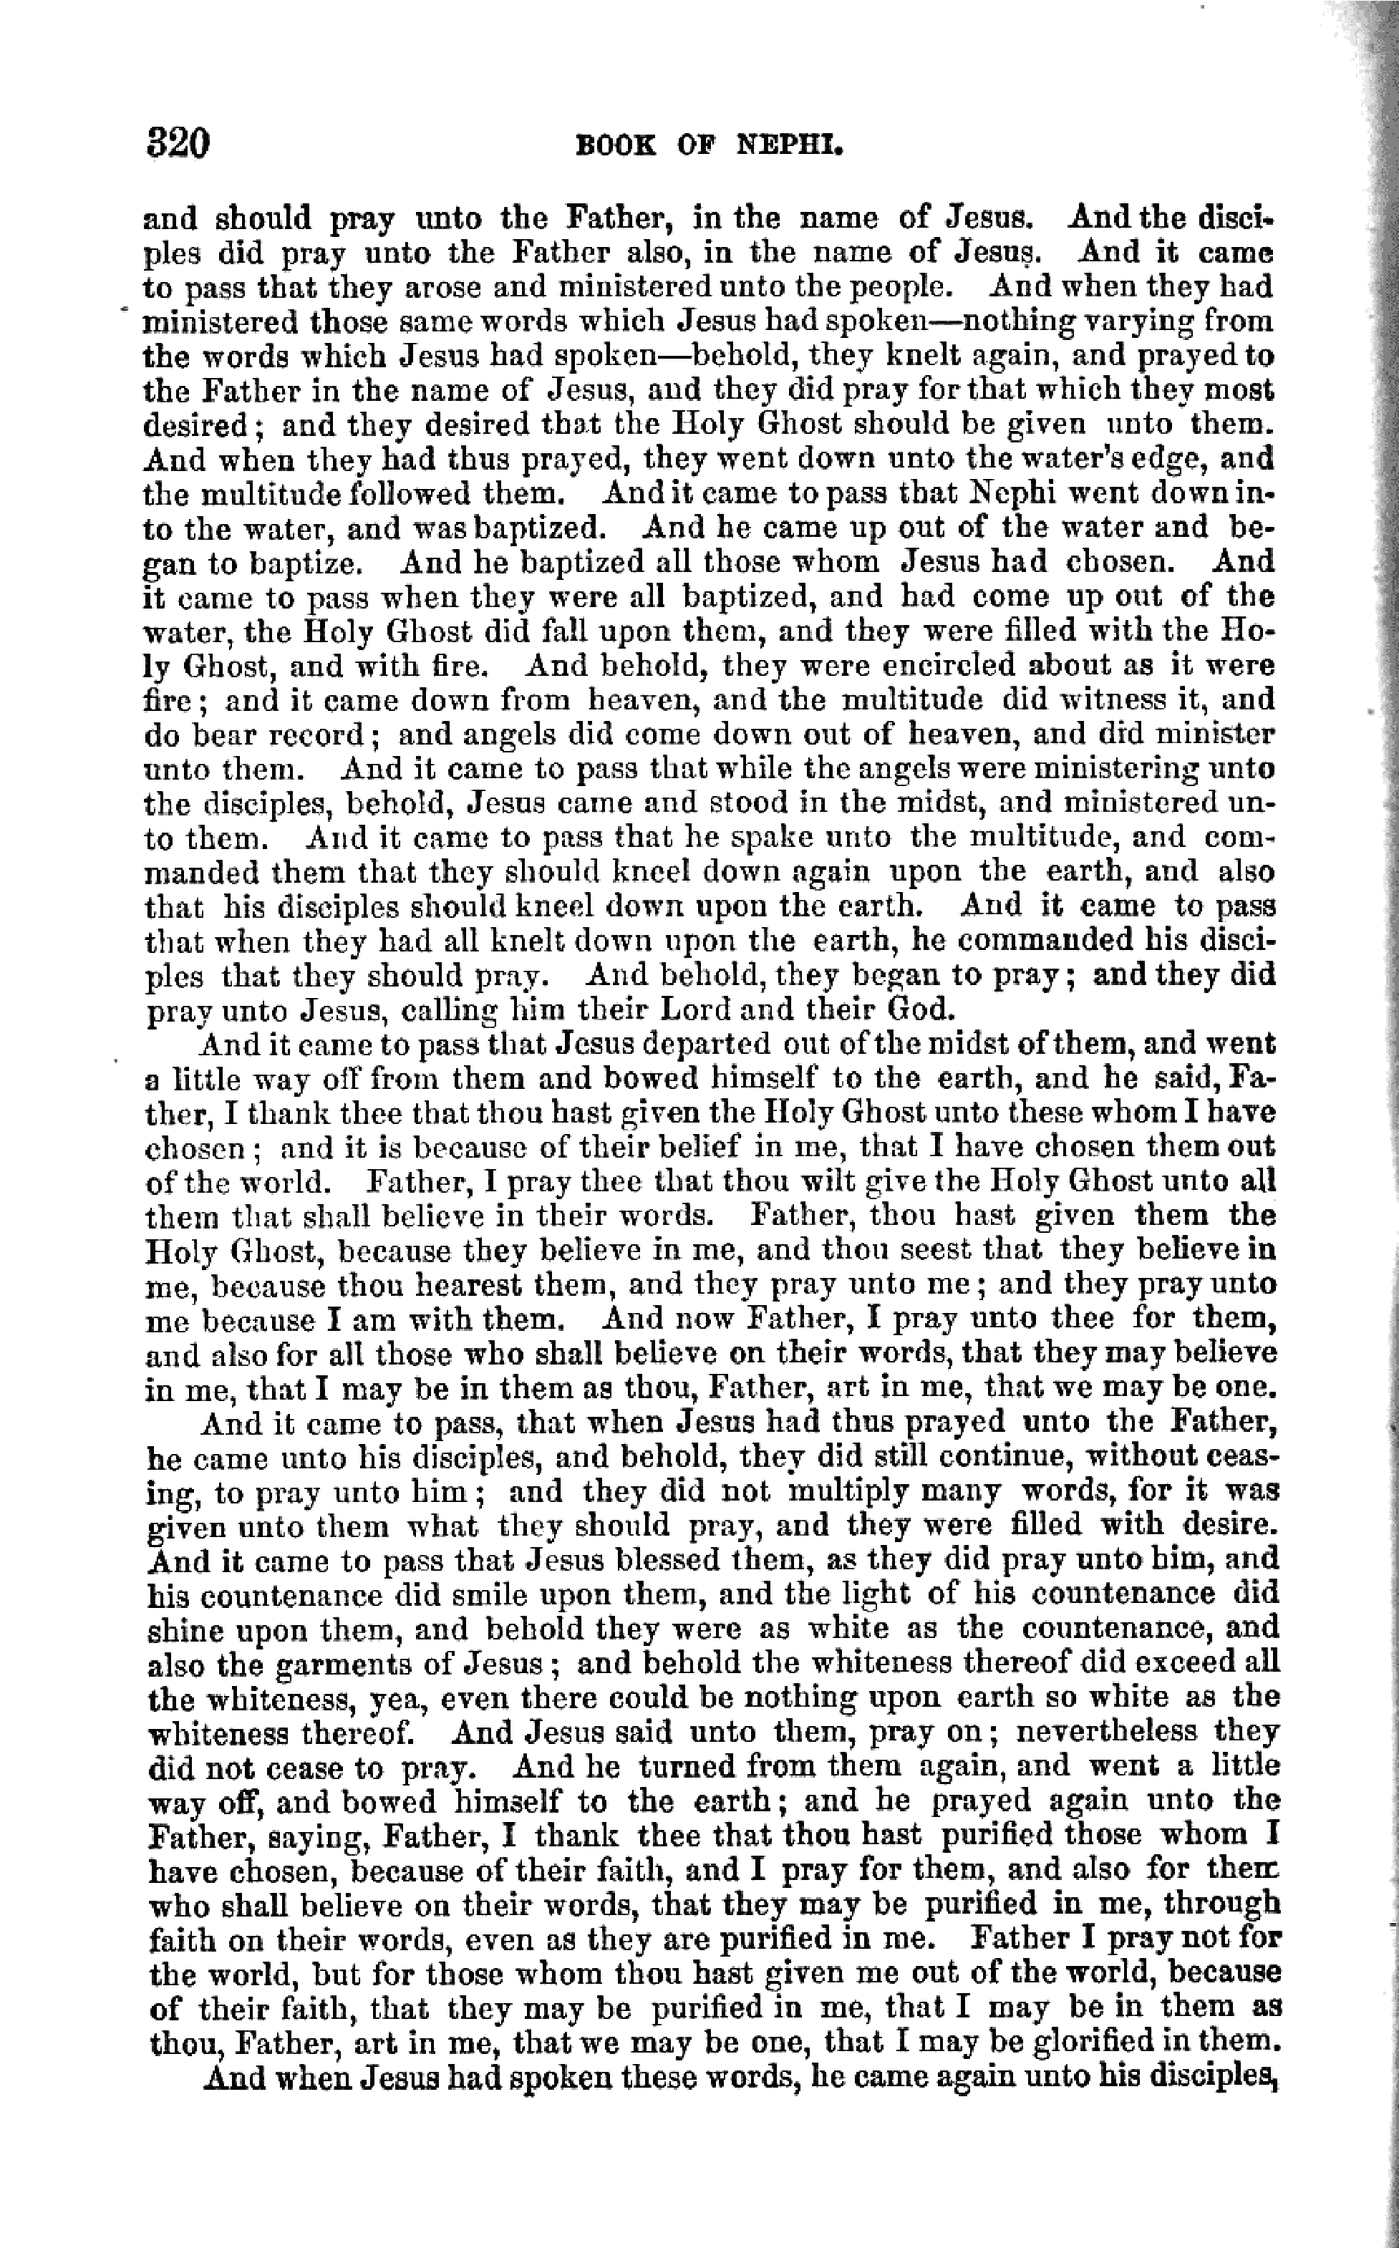 320 BOOK OF NEPHI.
and should pray unto the Father, in the name of Jesus. And the disci-
ples did pray unto the Father also, in the name of Jesus. And it came
to pass that they arose and ministered unto the people. And when they had
ministered those same words which Jesus had spoken—nothing varying from
the words which Jesus had spoken—behold, they knelt again, and prayed to
the Father in the name of Jesus, and they did pray for that which they most
desired; and they desired that the Holy Ghost should be given unto them.
And when they had thus prayed, they went down unto the water's edge, and
the multitude followed them. And it came to pass that Nephi went down in-
to the water, and was baptized. And he came up out of the water and be-
gan to baptize. And he baptized all those whom Jesus had chosen. And
it came to pass when they were all baptized, and had come up out of the
water, the Holy Ghost did fall upon them, and they were filled with the Ho-
ly Ghost, and with fire. And behold, they were encircled about as it were
fire; and it came down from heaven, and the multitude did witness it, and
do bear record; and angels did come down out of heaven, and did minister
unto them. And it came to pass that while the angels were ministering unto
the disciples, behold, Jesus came and stood in the midst, and ministered un-
to them. And it came to pass that he spake unto the multitude, and com-
manded them that they should kneel down again upon the earth, and also
that his disciples should kneel down upon the earth. And it came to pass
that when they had all knelt down upon the earth, he commanded his disci-
ples that they should pray. And behold, they began to pray; and they did
pray unto Jesus, calling him their Lord and their God.
And it came to pass that Jesus departed out of the midst of them, and went
a little way off from them and bowed himself to the earth, and he said, Fa-
ther, I thank thee that thou hast given the Holy Ghost unto these whom I have
chosen; and it is because of their belief in me, that I have chosen them out
of the world. Father, I pray thee that thou wilt give the Holy Ghost unto all
them that shall believe in their words. Father, thou hast given them the
Holy Ghost, because they believe in me, and thou seest that they believe in
me, because thou hearest them, and they pray unto me; and they pray unto
me because I am with them. And now Father, I pray unto thee for them,
and also for all those who shall believe on their words, that they may believe
in me, that I may be in them as thou, Father, art in me, that we may be one.
And it came to pass, that when Jesus had thus prayed unto the Father,
he came unto his disciples, and behold, they did still continue, without ceas-
ing, to pray unto him; and they did not multiply many words, for it was
given unto them what they should pray, and they were filled with desire.
And it came to pass that Jesus blessed them, as they did pray unto him, and
his countenance did smile upon them, and the light of his countenance did
shine upon them, and behold they were as white as the countenance, and
also the garments of Jesus; and behold the whiteness thereof did exceed all
the whiteness, yea, even there could be nothing upon earth so white as the
whiteness thereof. And Jesus said unto them, pray on; nevertheless they
did not cease to pray. And he turned from them again, and went a little
way off, and bowed himself to the earth; and he prayed again unto the
Father, saying, Father, I thank thee that thou hast purified those whom I
have chosen, because of their faith, and I pray for them, and also for them
who shall believe on their words, that they may be purified in me, through
faith on their words, even as they are purified in me. Father I pray not for
the world, but for those whom thou hast given me out of the world, because
of their faith, that they may be purified in me, that I may be in them as
thou, Father, art in me, that we may be one, that I may be glorified in them.
And when Jesus had spoken these words, he came again unto his disciples,